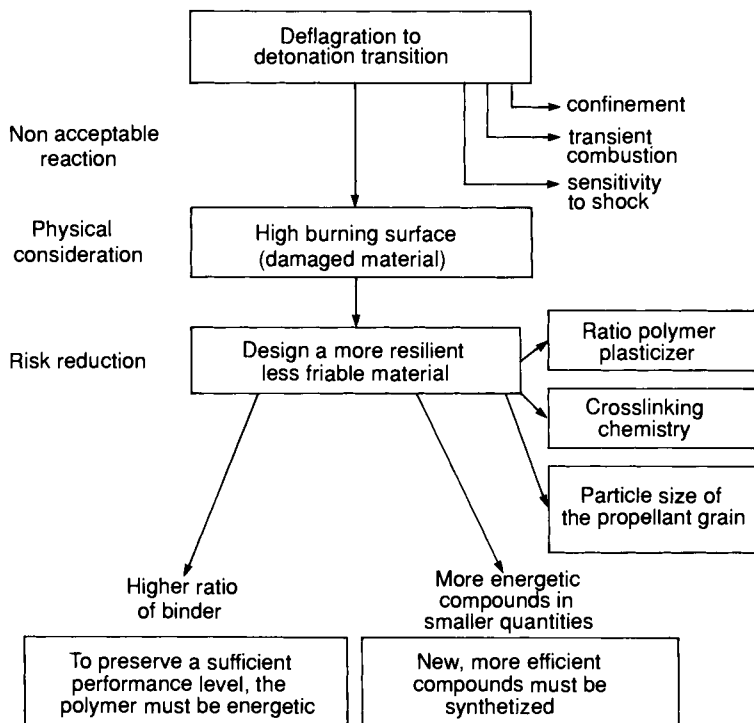 Deflagration to
detonation transition
confinement
transient
combustion
sensitivity
to shock
Non acceptable
reaction
Physical
consideration
High burning surface
(damaged material)
Risk reduction
Design a more resilient
less friable material
Ratio polymer
plasticizer
Crosslinking
chemistry
Particle size of
the propellant grain
Higher ratio
of binder
More energetic
compounds in
smaller quantities
To preserve a sufficient
performance level, the
polymer must be energetic
New, more efficient
compounds must be
synthetized